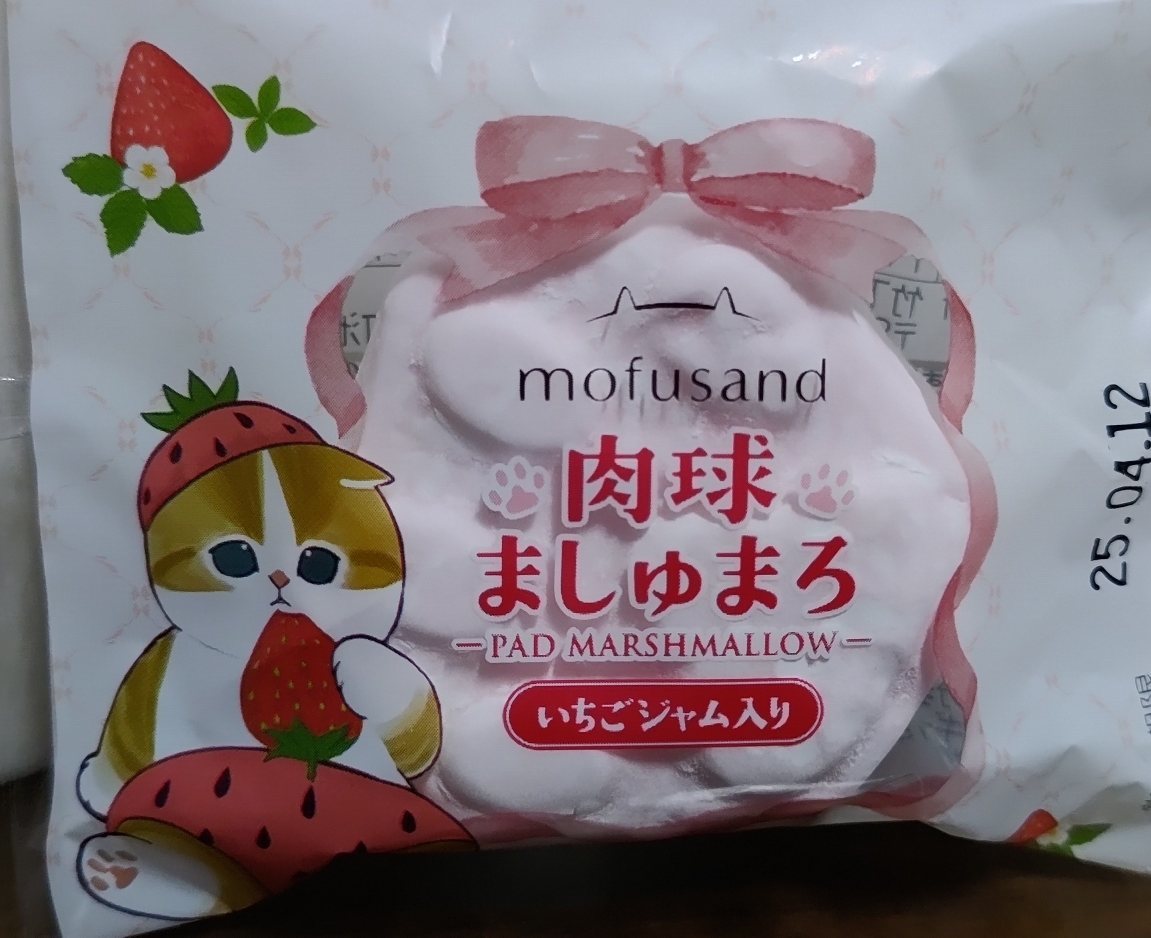 mofusand
肉球
ましゅまろ
PAD MARSHMALLOW
いちごジャム入り
25.04.12